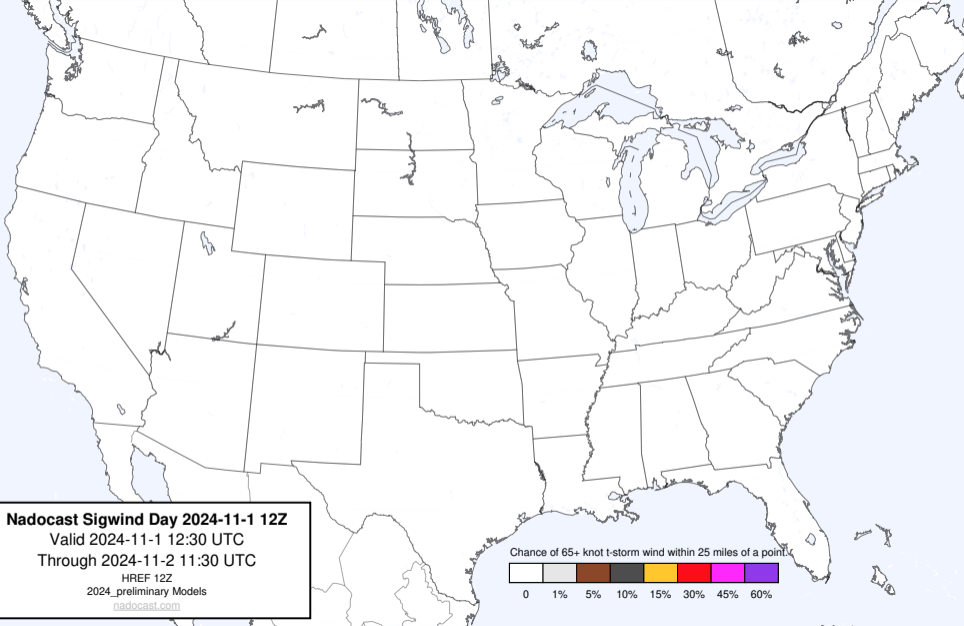 Nadocast Sigwind Day 2024-11-1 12Z
Valid 2024-11-1 12:30 UTC
Through 2024-11-2 11:30 UTC
HREF 12Z
2024_preliminary Models
nadocast.com
Chance of 65+ knot t-storm wind within 25 miles of a point.
0 1% 5% 10% 15% 30% 45% 60%